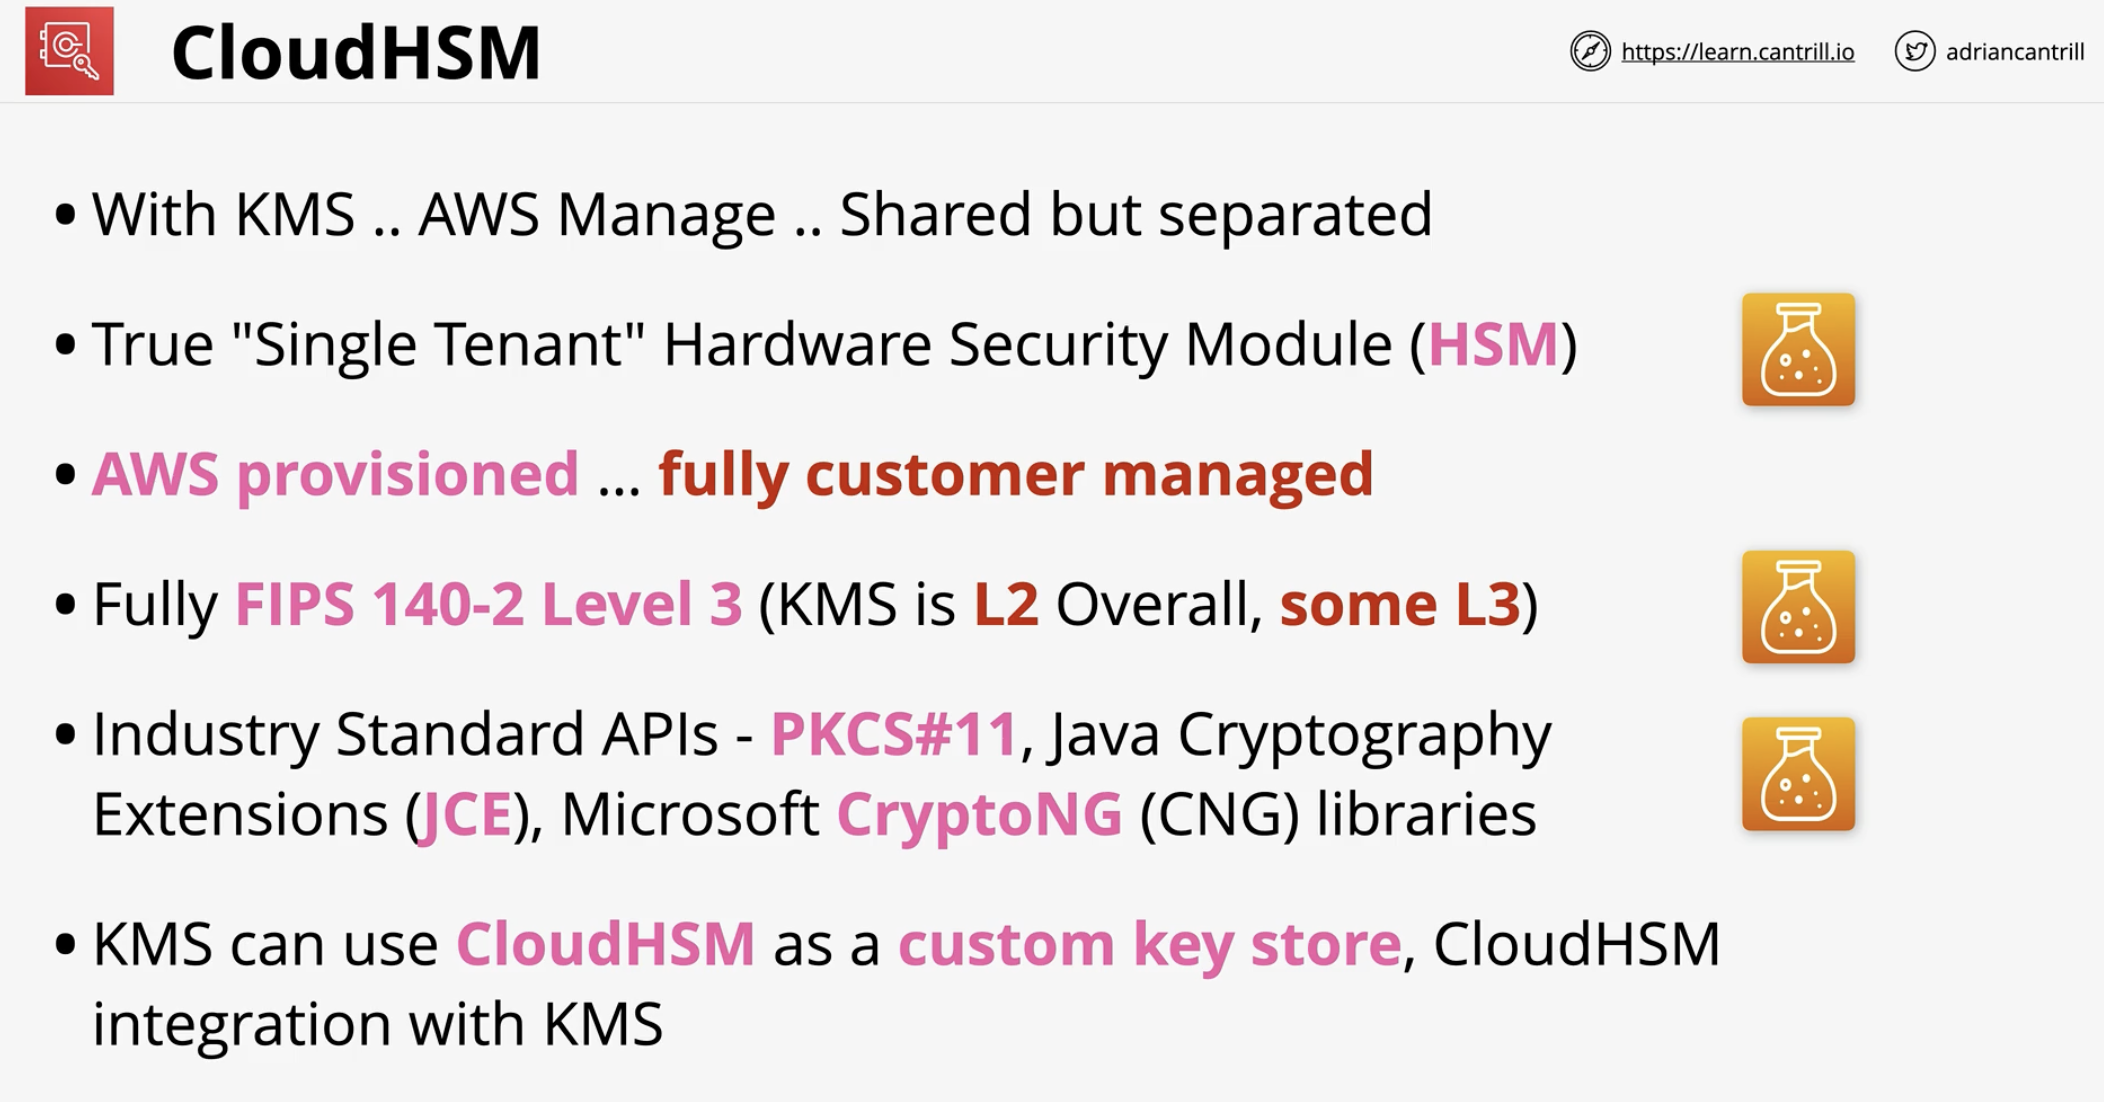 CloudHSM
https://learn.cantrill.io
adriancantrill
• With KMS .. AWS Manage .. Shared but separated
• True "Single Tenant" Hardware Security Module (HSM)
• AWS provisioned ... fully customer managed
• Fully FIPS 140-2 Level 3 (KMS is L2 Overall, some L3)
• Industry Standard APIs - PKCS#11, Java Cryptography
Extensions (JCE), Microsoft CryptoNG (CNG) libraries
• KMS can use CloudHSM as a custom key store, CloudHSM
integration with KMS